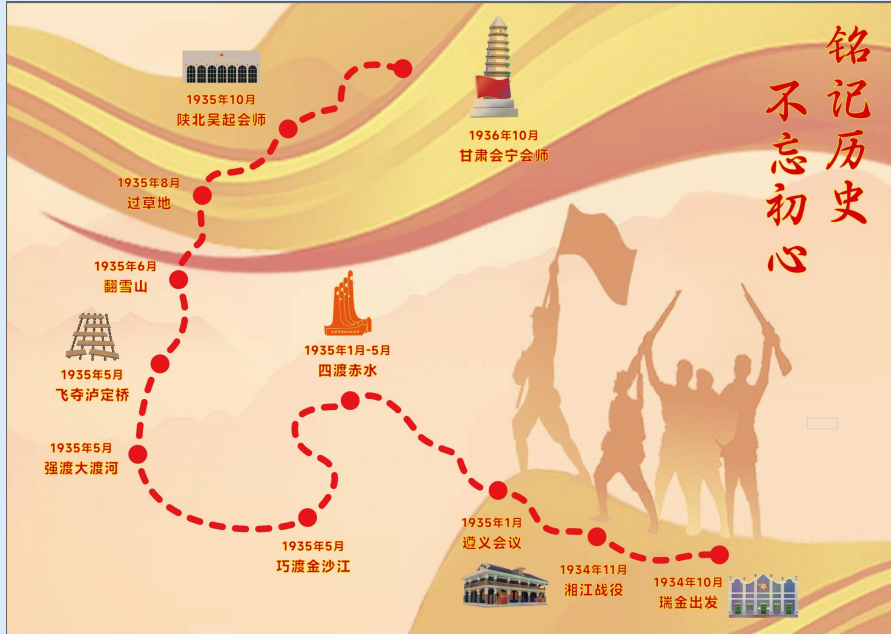 铭记历史
不忘初心
1935年10月
陕北吴起会师
1936年10月
甘肃会宁会师
1935年8月
过草地
1935年6月
翻雪山
1935年1月-5月
四渡赤水
1935年5月
飞夺泸定桥
1935年5月
强渡大渡河
1935年5月
巧渡金沙江
1935年1月
遵义会议
1934年11月
湘江战役
1934年10月
瑞金出发